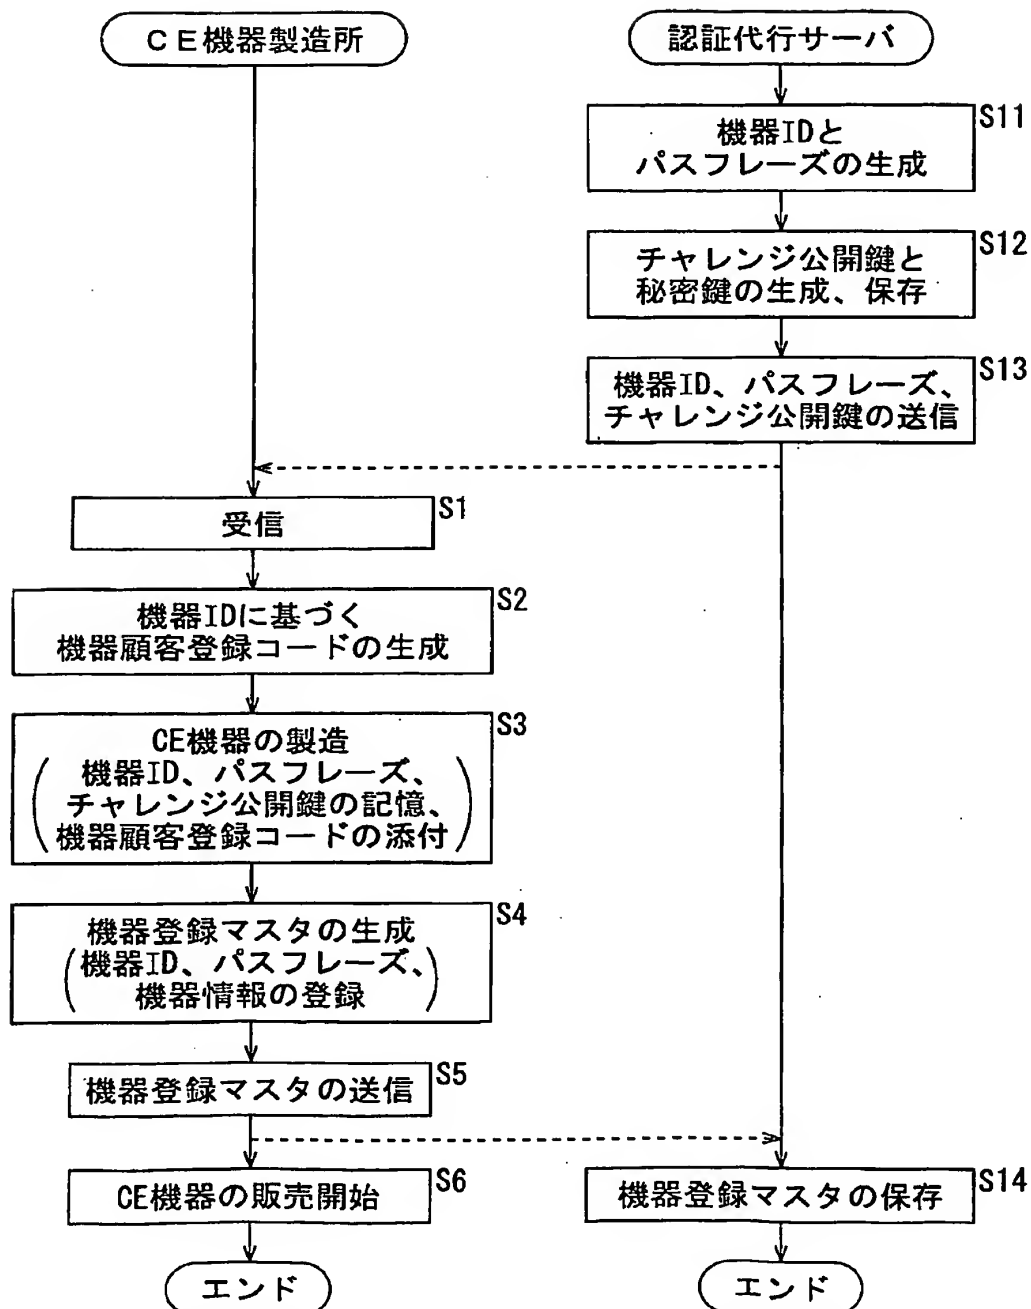 CE機器製造所
認証代行サーバ
S11
機器IDと
パスフレーズの生成
S12
チャレンジ公開鍵と
秘密鍵の生成、保存
S13
機器ID、パスフレーズ、
チャレンジ公開鍵の送信
S1
受信
S2
機器IDに基づく
機器顧客登録コードの生成
S3
CE機器の製造
(機器ID、パスフレーズ、
チャレンジ公開鍵の記憶、
機器顧客登録コードの添付)
S4
機器登録マスタの生成
(機器ID、パスフレーズ、
機器情報の登録)
S5
機器登録マスタの送信
S6
CE機器の販売開始
S14
機器登録マスタの保存
エンド
エンド